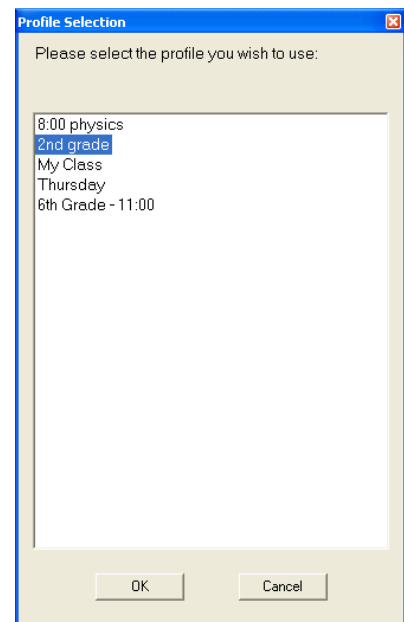 Profile Selection
Please select the profile you wish to use:
8:00 physics
2nd grade
My Class
Thursday
6th Grade - 11:00
OK Cancel